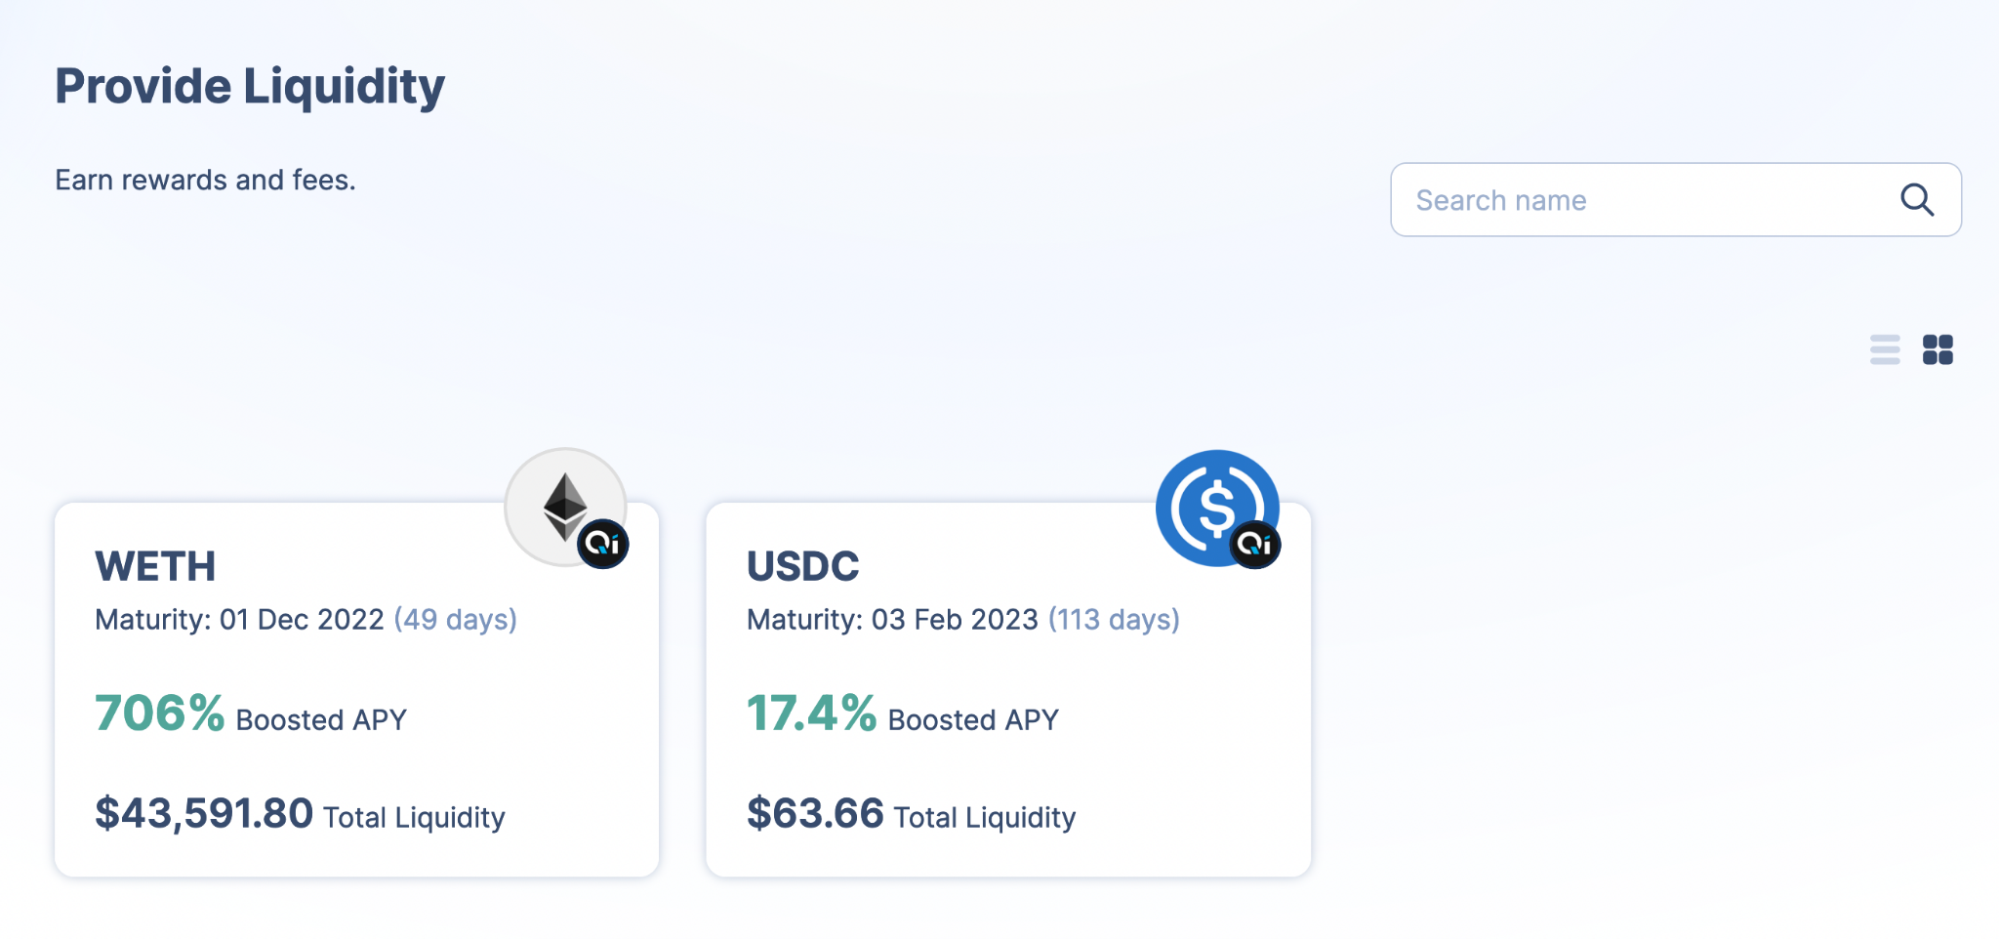 Provide Liquidity
Earn rewards and fees.
Search name
Qi
WETH
Maturity: 01 Dec 2022 (49 days)
706% Boosted APY
$43,591.80 Total Liquidity
Qi
USDC
Maturity: 03 Feb 2023 (113 days)
17.4% Boosted APY
$63.66 Total Liquidity